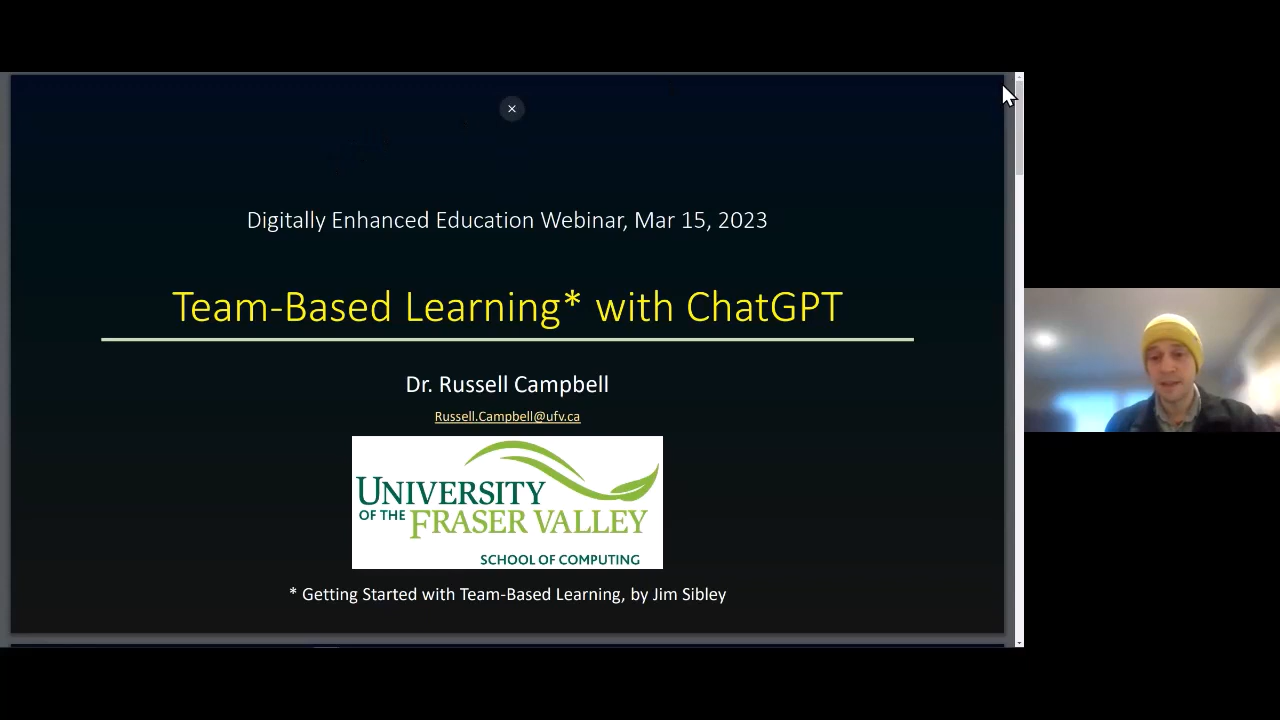 Digitally Enhanced Education Webinar, Mar 15, 2023
Team-Based Learning* with ChatGPT
Dr. Russell Campbell
Russell.Campbell@ufv.ca
UNIVERSITY
OF THE FRASER VALLEY
SCHOOL OF COMPUTING
* Getting Started with Team-Based Learning, by Jim Sibley